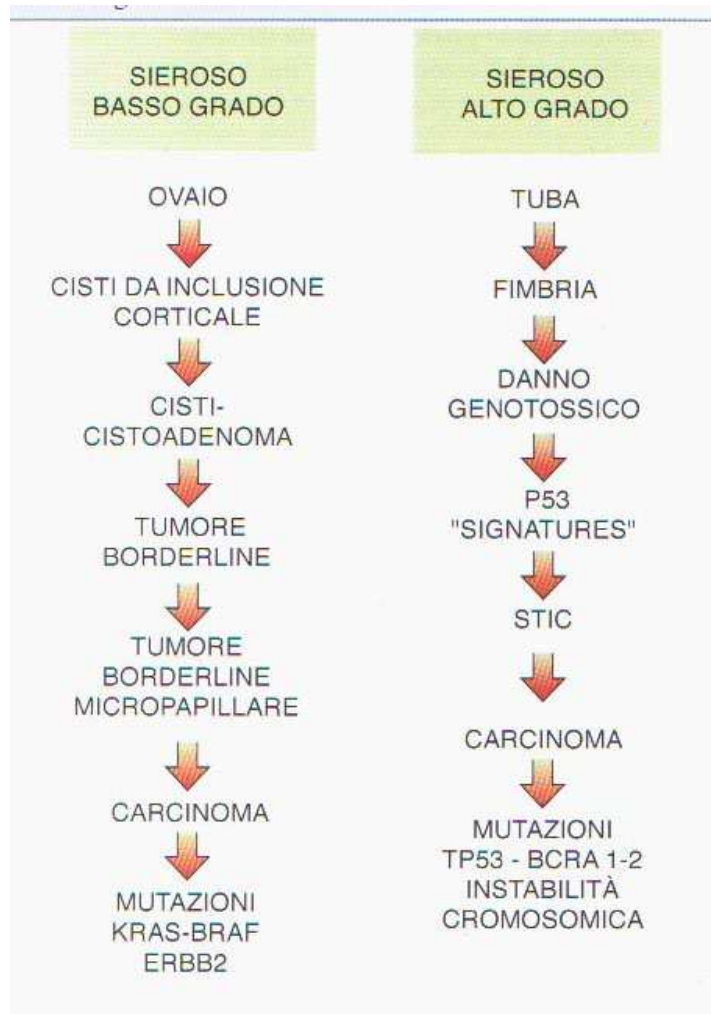 SIEROSO
BASSO GRADO
OVAIO
CISTI DA INCLUSIONE
CORTICALE
CISTI-
CISTOADENOMA
TUMORE
BORDERLINE
TUMORE
BORDERLINE
MICROPAPILLARE
CARCINOMA
MUTAZIONI
KRAS-BRAF
ERBB2
SIEROSO
ALTO GRADO
TUBA
FIMBRIA
DANNO
GENOTOSSICO
P53
"SIGNATURES"
STIC
CARCINOMA
MUTAZIONI
TP53 - BCRA 1-2
INSTABILITÀ
CROMOSOMICA